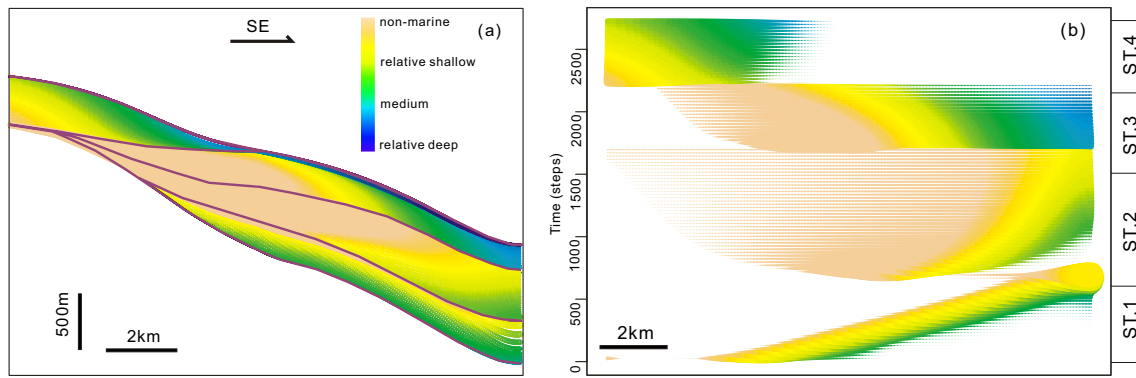 SE
(a)
non-marine
relative shallow
medium
relative deep
500m
2km
(b)
Time (steps)
0
500
1000
1500
2000
2500
2km
ST.4
ST.3
ST.2
ST.1